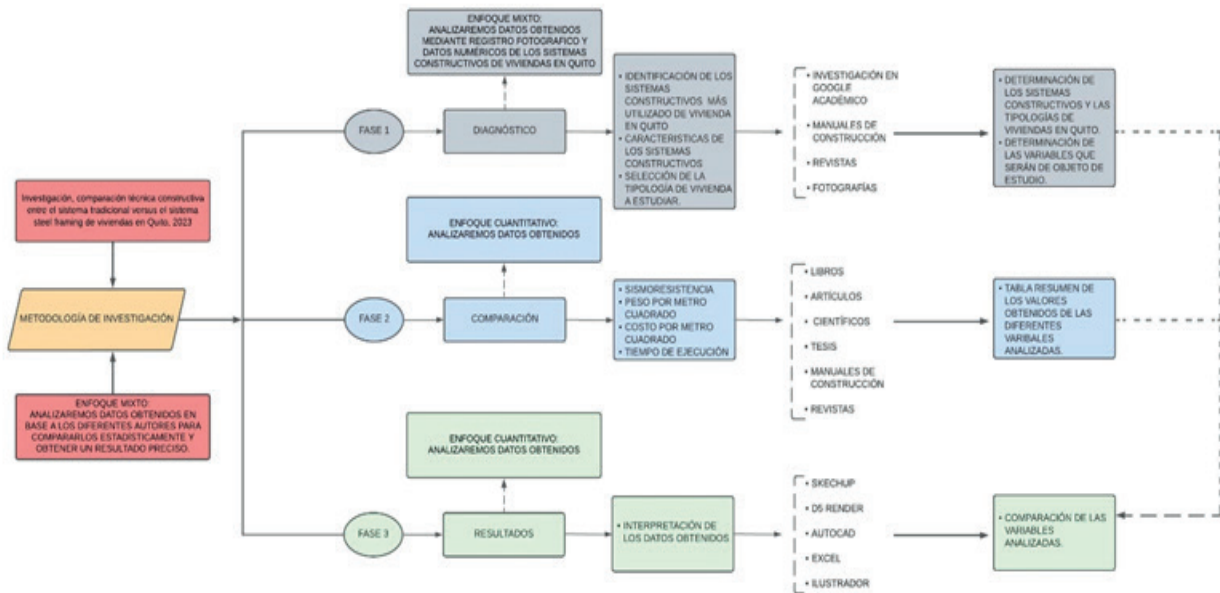 ENFOQUE MIXTO:
ANALIZAREMOS DATOS OBTENIDOS
MEDIANTE REGISTRO FOTOGRAFICO Y
DATOS NUMÉRICOS DE LOS SISTEMAS
CONSTRUCTIVOS DE VIVIENDAS EN QUITO
FASE 1
DIAGNÓSTICO
• IDENTIFICACIÓN DE LOS
SISTEMAS
CONSTRUCTIVOS MÁS
UTILIZADO DE VIVIENDA
EN QUITO
• CARACTERISTICAS DE
LOS SISTEMAS
CONSTRUCTIVOS
• SELECCIÓN DE LA
TIPOLOGÍA DE VIVIENDA
A ESTUDIAR.
• INVESTIGACIÓN EN
GOOGLE
ACADÉMICO
• MANUALES DE
CONSTRUCCIÓN
• REVISTAS
• FOTOGRAFÍAS
• DETERMINACIÓN DE
LOS SISTEMAS
CONSTRUCTIVOS Y LAS
TIPOLOGÍAS DE
VIVIENDAS EN QUITO.
• DETERMINACIÓN DE
LAS VARIABLES QUE
SERÁN DE OBJETO DE
ESTUDIO.
Investigación, comparación técnica constructiva
entre el sistema tradicional versus el sistema
steel framing de viviendas en Quito, 2023
METODOLOGÍA DE INVESTIGACIÓN
ENFOQUE MIXTO:
ANALIZAREMOS DATOS OBTENIDOS EN
BASE A LOS DIFERENTES AUTORES PARA
COMPARARLOS ESTADÍSTICAMENTE Y
OBTENER UN RESULTADO PRECISO.
ENFOQUE CUANTITATIVO:
ANALIZAREMOS DATOS OBTENIDOS
FASE 2
COMPARACIÓN
• SISMORESISTENCIA
• PESO POR METRO
CUADRADO
• COSTO POR METRO
CUADRADO
• TIEMPO DE EJECUCIÓN
• LIBROS
• ARTÍCULOS
• CIENTÍFICOS
• TESIS
• MANUALES DE
CONSTRUCCIÓN
• REVISTAS
• TABLA RESUMEN DE
LOS VALORES
OBTENIDOS DE LAS
DIFERENTES
VARIBALES
ANALIZADAS.
ENFOQUE CUANTITATIVO:
ANALIZAREMOS DATOS OBTENIDOS
FASE 3
RESULTADOS
• INTERPRETACIÓN DE
LOS DATOS OBTENIDOS
• SKECHUP
• D5 RENDER
• AUTOCAD
• EXCEL
• ILUSTRADOR
• COMPARACIÓN DE LAS
VARIABLES
ANALIZADAS.